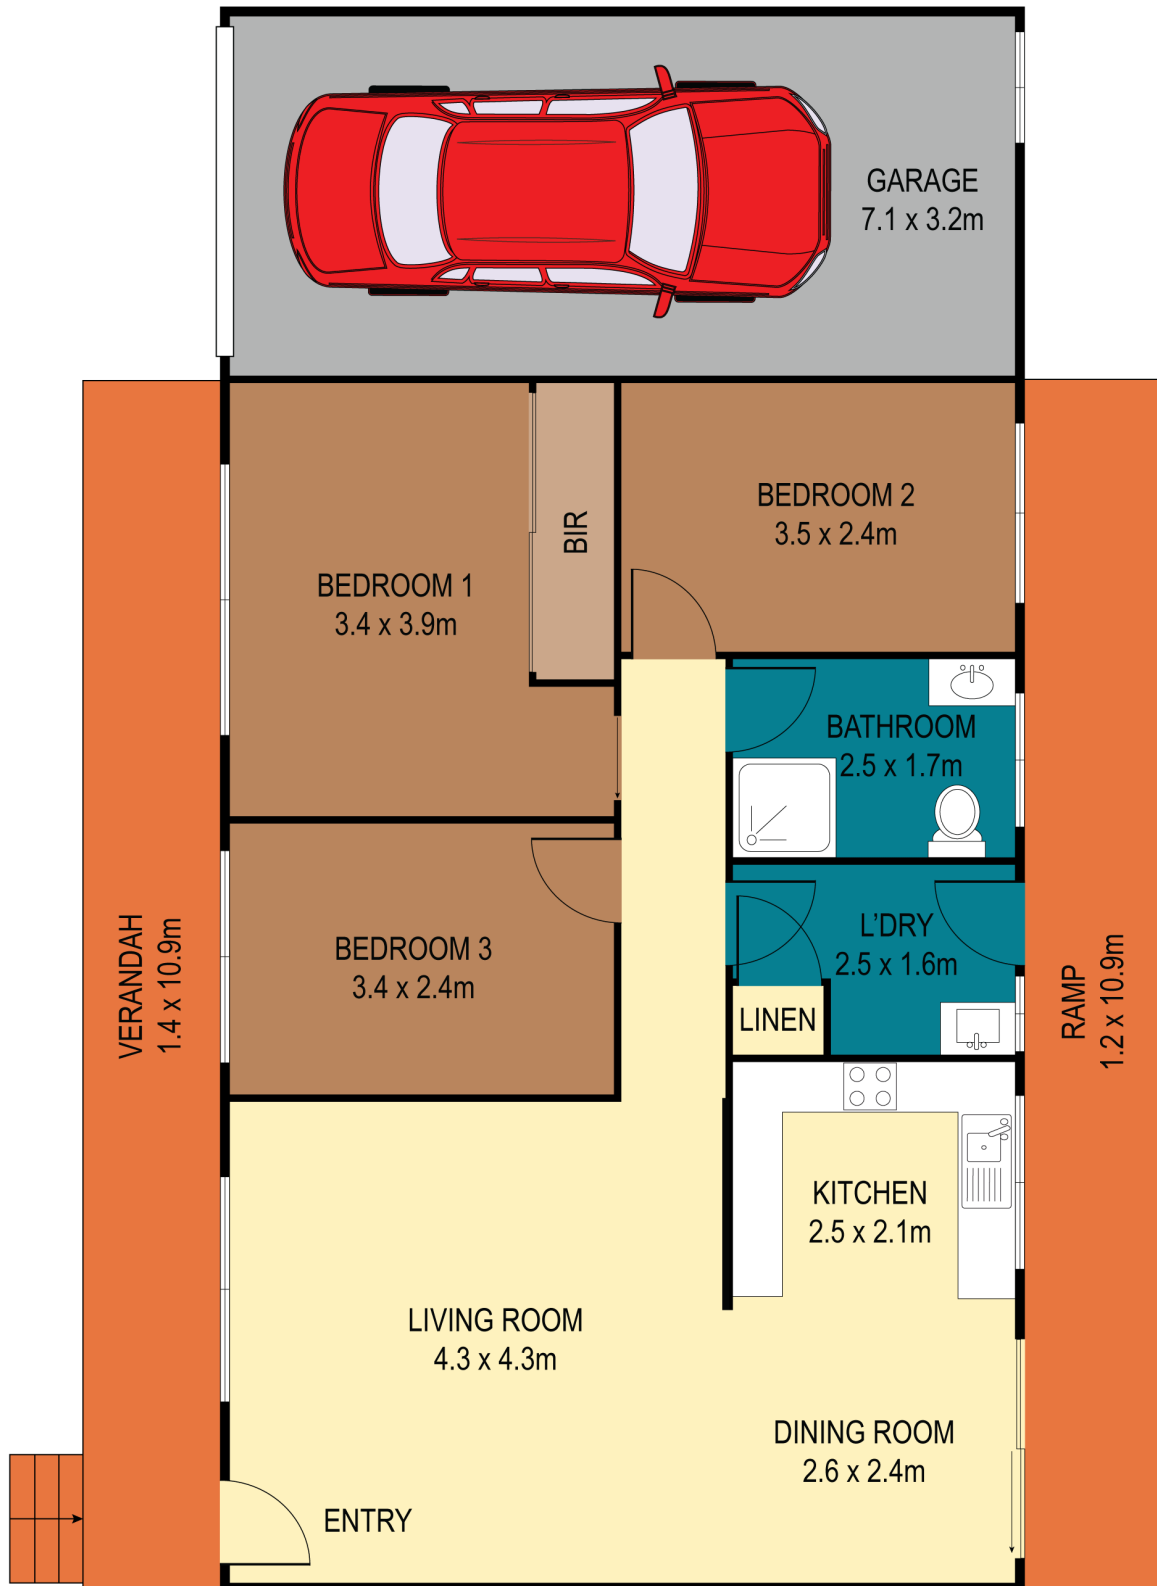 GARAGE
7.1 x 3.2m
BEDROOM 2
3.5 x 2.4m
BIR
BEDROOM 1
3.4 x 3.9m
BATHROOM
2.5 x 1.7m
L'DRY
2.5 x 1.6m
BEDROOM 3
3.4 x 2.4m
VERANDAH
1.4 x 10.9m
LINEN
RAMP
1.2 x 10.9m
KITCHEN
2.5 x 2.1m
LIVING ROOM
4.3 x 4.3m
DINING ROOM
2.6 x 2.4m
ENTRY